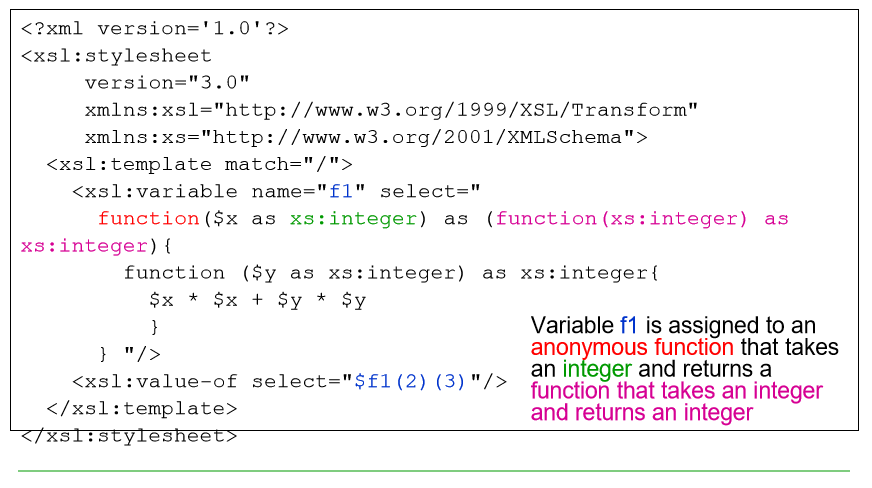 <?xml version='1.0'?>
<xsl:stylesheet
version="3.0"
xmlns:xsl="http://www.w3.org/1999/XSL/Transform"
xmlns:xs="http://www.w3.org/2001/XMLSchema">
<xsl:template match="/">
<xsl:variable name="f1" select="
function($x as xs:integer) as (function(xs:integer) as
xs:integer){
function ($y as xs:integer) as xs:integer{
$x * $x + $y * $y
}
} "/>
<xsl:value-of select="$f1(2)(3)"/>
</xsl:template>
</xsl:stylesheet>
Variable f1 is assigned to an
anonymous function that takes
an integer and returns a
function that takes an integer
and returns an integer